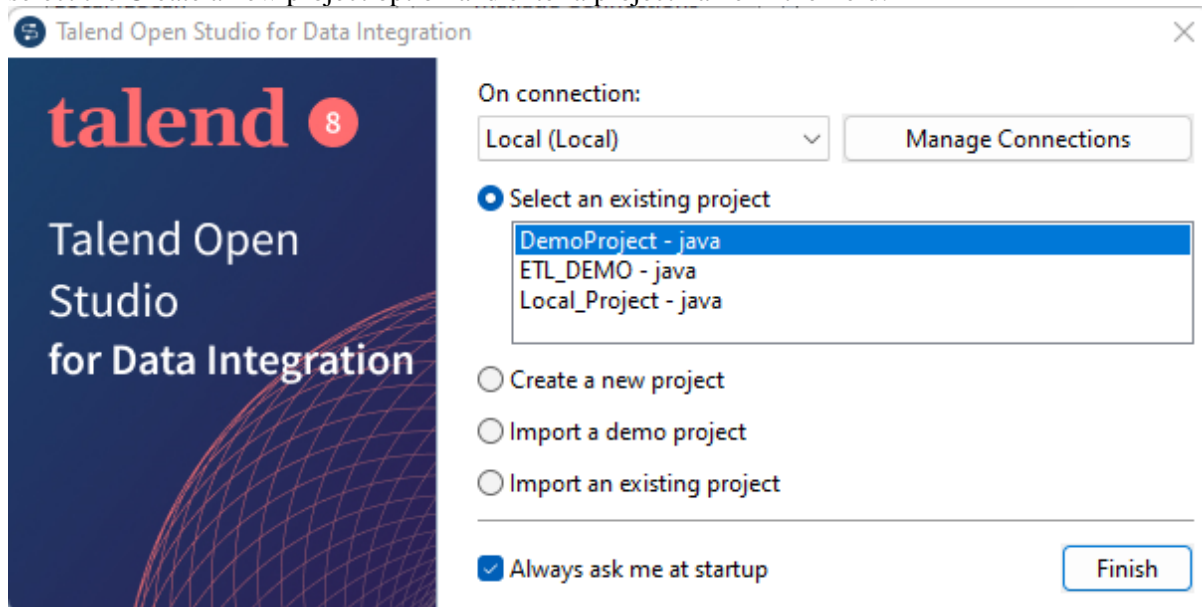 Talend Open Studio for Data Integration
talend 8
Talend Open
Studio
for Data Integration
On connection:
Local (Local)
Manage Connections
Select an existing project
DemoProject - java
ETL_DEMO - java
Local_Project - java
Create a new project
Import a demo project
Import an existing project
Always ask me at startup
Finish